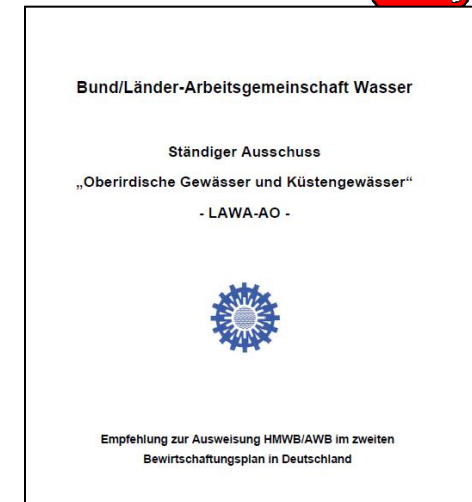 Bund/Länder-Arbeitsgemeinschaft Wasser
Ständiger Ausschuss
„Oberirdische Gewässer und Küstengewässer“
- LAWA-AO -
Empfehlung zur Ausweisung HMWB/AWB im zweiten
Bewirtschaftungsplan in Deutschland